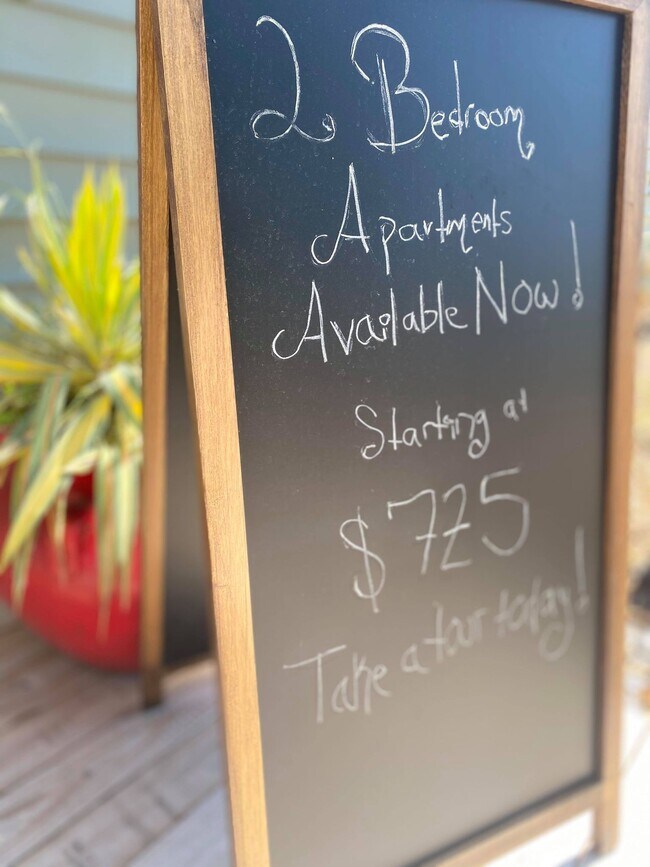 2 Bedroom
Apartments
Available Now!
Starting at
$725
Take a tour today!